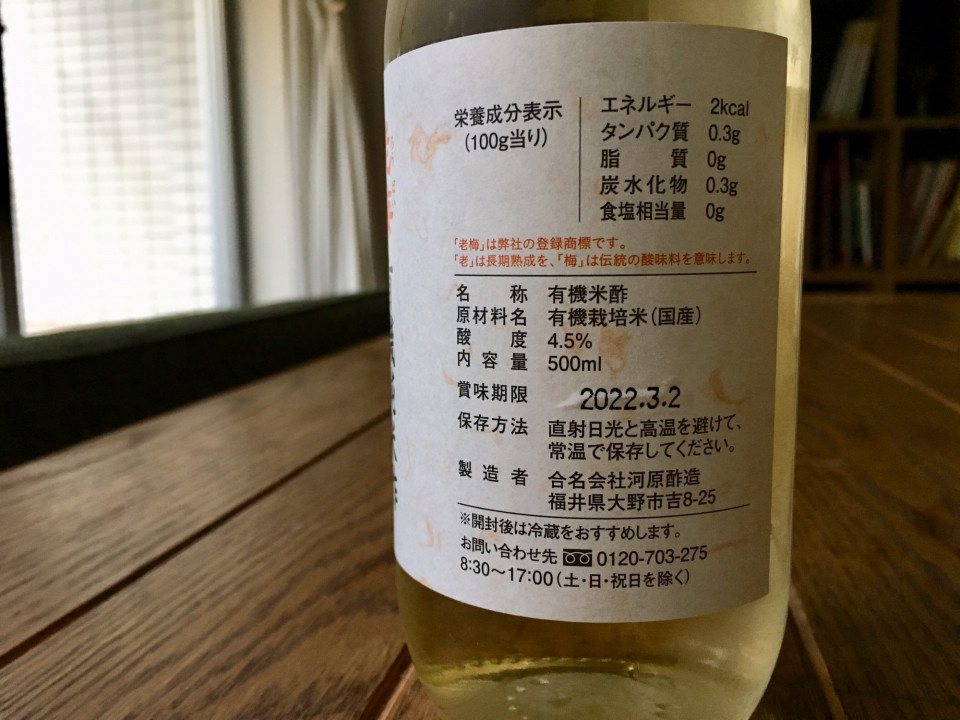 栄養成分表示
(100g当り)
エネルギー 2kcal
タンパク質 0.3g
脂質 0g
炭水化物 0.3g
食塩相当量 0g
「老梅」は弊社の登録商標です。
「老」は長期熟成を、「梅」は伝統の酸味料を意味します。
名称 有機米酢
原材料名 有機栽培米(国産)
酸度 4.5%
内容量 500ml
賞味期限 2022.3.2
保存方法 直射日光と高温を避けて、
常温で保存してください。
製造者 合名会社河原酢造
福井県大野市吉8-25
※開封後は冷蔵をおすすめします。
お問い合わせ先 0120-703-275
8:30〜17:00(土・日・祝日を除く)